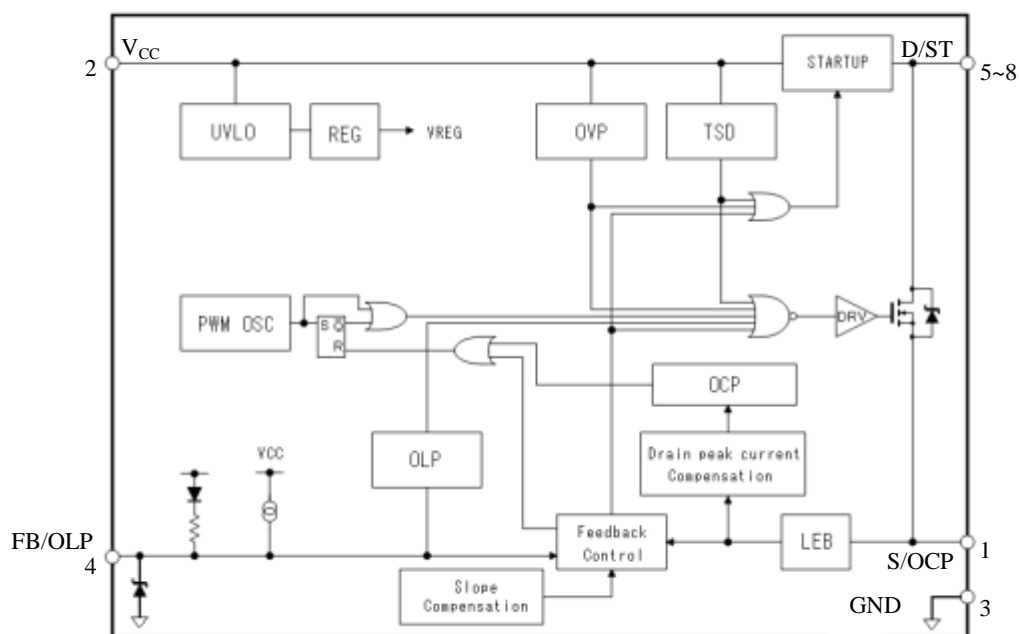 V_CC
D/ST
2
5~8
STARTUP
UVLO
REG
VREG
OVP
TSD
PWM OSC
S Q̅
R
DRV
OCP
OLP
Drain peak current
Compensation
VCC
FB/OLP
4
Feedback
Control
LEB
1
S/OCP
Slope
Compensation
GND
3